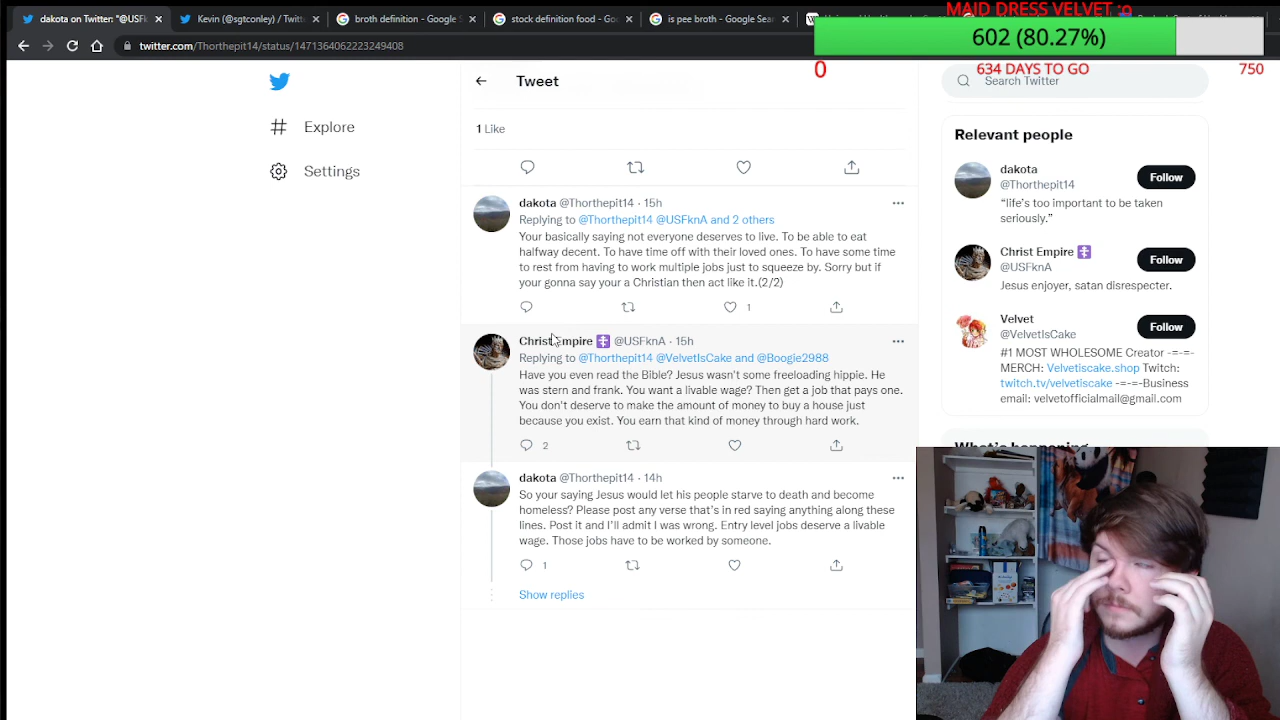 dakota on Twitter: "@USF
Kevin (@sgtconley) / Twitte
broth definition - Google S
stock definition food - Goo
is pee broth - Google Sear
MAID DRESS VELVET :o
602 (80.27%)
0
634 DAYS TO GO
750
twitter.com/Thorthepit14/status/1471364062223249408
Tweet
Search Twitter
Explore
Settings
1 Like
dakota @Thorthepit14 · 15h
Replying to @Thorthepit14 @USFknA and 2 others
Your basically saying not everyone deserves to live. To be able to eat
halfway decent. To have time off with their loved ones. To have some time
to rest from having to work multiple jobs just to squeeze by. Sorry but if
your gonna say your a Christian then act like it.(2/2)
1
Christ Empire @USFknA · 15h
Replying to @Thorthepit14 @VelvetIsCake and @Boogie2988
Have you even read the Bible? Jesus wasn't some freeloading hippie. He
was stern and frank. You want a livable wage? Then get a job that pays one.
You don't deserve to make the amount of money to buy a house just
because you exist. You earn that kind of money through hard work.
2
dakota @Thorthepit14 · 14h
So your saying Jesus would let his people starve to death and become
homeless? Please post any verse that's in red saying anything along these
lines. Post it and I'll admit I was wrong. Entry level jobs deserve a livable
wage. Those jobs have to be worked by someone.
1
Show replies
Relevant people
dakota
@Thorthepit14
Follow
"life's too important to be taken
seriously."
Christ Empire
@USFknA
Follow
Jesus enjoyer, satan disrespecter.
Velvet
@VelvetIsCake
Follow
#1 MOST WHOLESOME Creator -=-=-
MERCH: Velvetiscake.shop Twitch:
twitch.tv/velvetiscake -=-=-Business
email: velvetofficialmail@gmail.com
What's happening